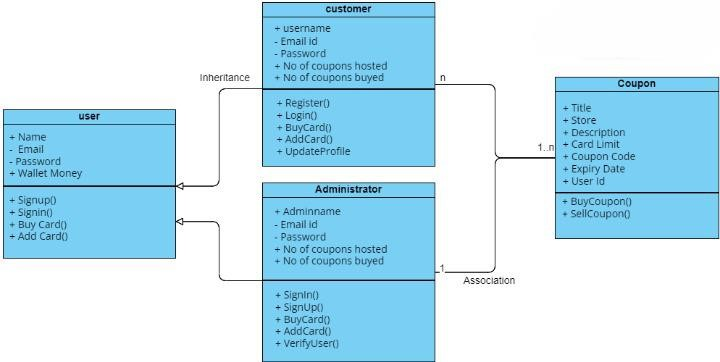 customer
+ username
- Email id
- Password
+ No of coupons hosted
+ No of coupons buyed
+ Register()
+ Login()
+ BuyCard()
+ AddCard()
+ UpdateProfile
Inheritance
n
user
+ Name
- Email
- Password
+ Wallet Money
+ Signup()
+ Signin()
+ Buy Card()
+ Add Card()
Coupon
+ Title
+ Store
+ Description
+ Card Limit
+ Coupon Code
+ Expiry Date
+ User Id
+ BuyCoupon()
+ SellCoupon()
1..n
Administrator
+ Adminname
- Email id
- Password
+ No of coupons hosted
+ No of coupons buyed
+ SignIn()
+ SignUp()
+ BuyCard()
+ AddCard()
+ VerifyUser()
1
Association